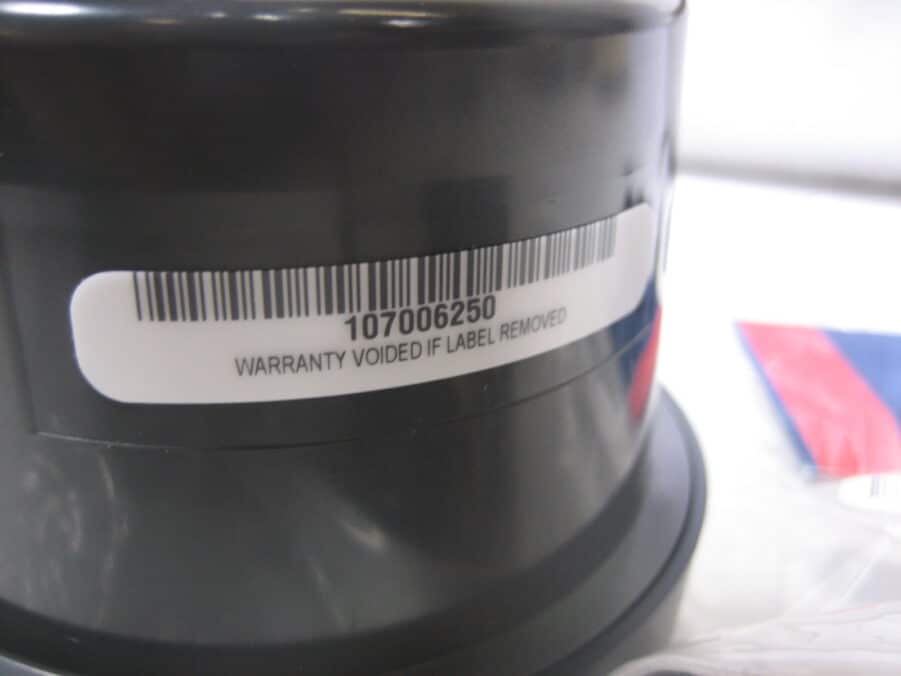 107006250
WARRANTY VOIDED IF LABEL REMOVED